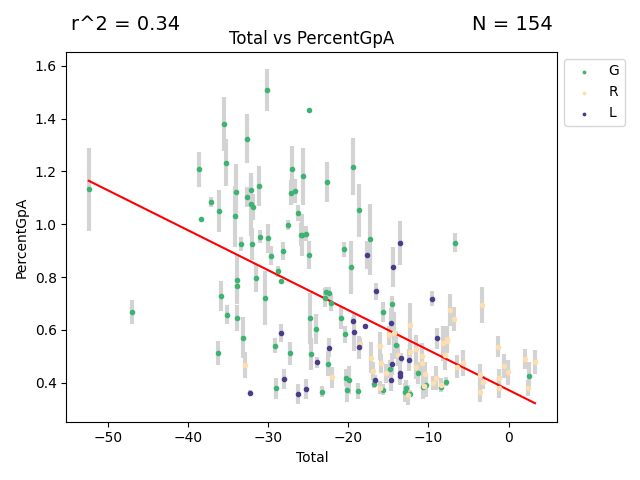 r^2 = 0.34
N = 154
Total vs PercentGpA
G
R
L
PercentGpA
1.6
1.4
1.2
1.0
0.8
0.6
0.4
−50
−40
−30
−20
−10
0
Total